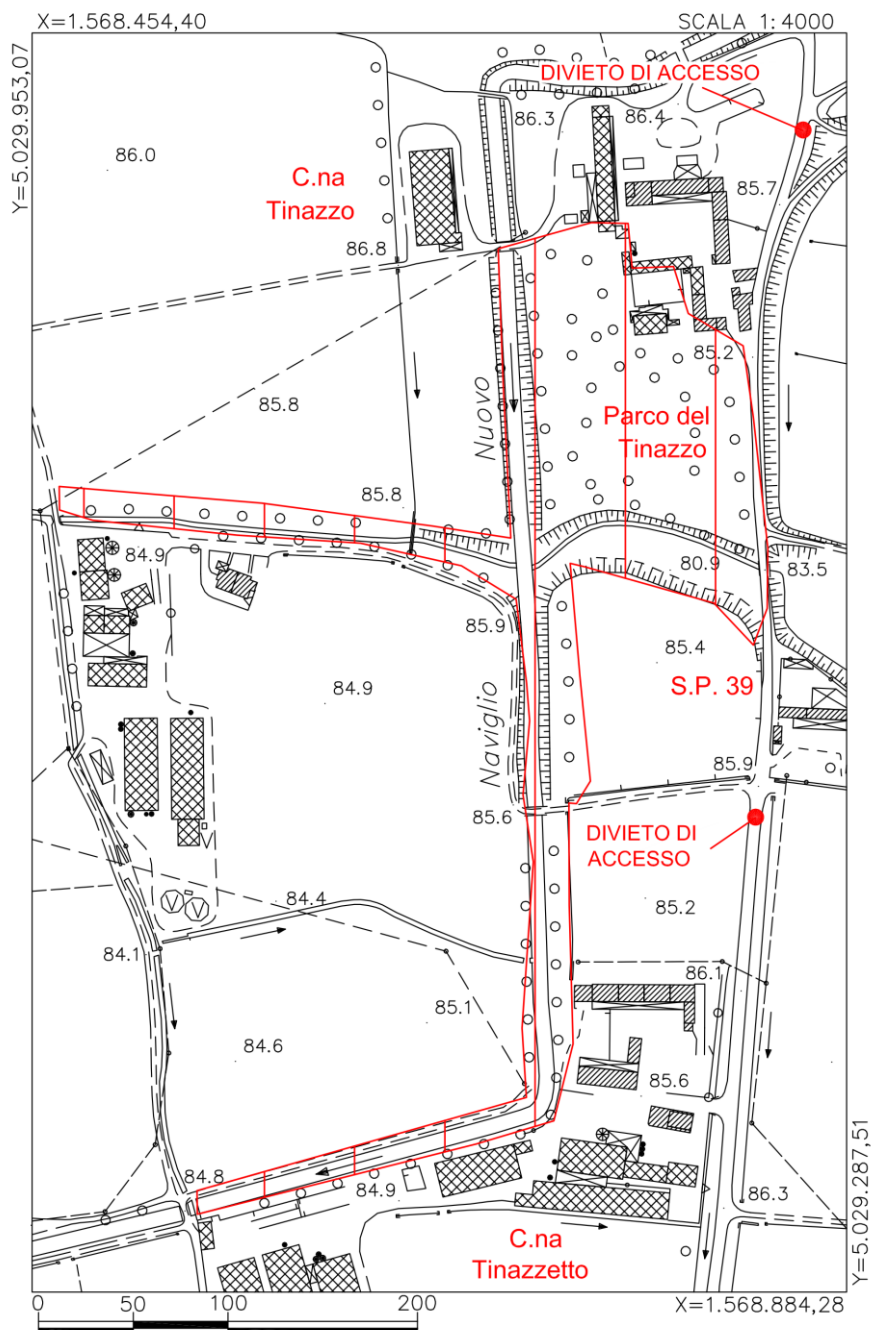 X=1.568.454,40
SCALA 1:4000
Y=5.029.953,07
DIVIETO DI ACCESSO
86.3
86.4
86.0
C.na
Tinazzo
85.7
86.8
85.2
85.8
Nuovo
Parco del
Tinazzo
85.8
84.9
80.9
83.5
85.9
85.4
84.9
S.P. 39
Naviglio
85.9
85.6
DIVIETO DI
ACCESSO
84.4
85.2
84.1
86.1
85.1
84.6
85.6
84.8
84.9
86.3
C.na
Tinazzetto
Y=5.029.287,51
X=1.568.884,28
0
50
100
200